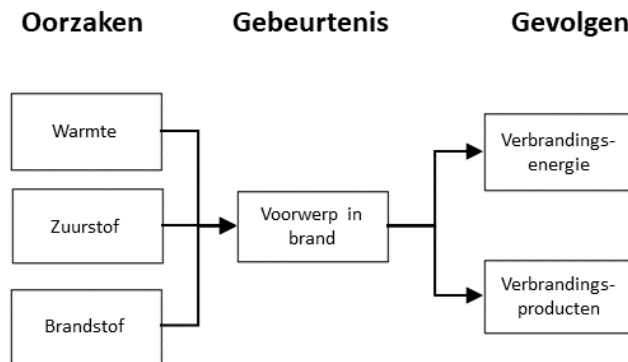 Oorzaken
Gebeurtenis
Gevolgen
Warmte
Zuurstof
Brandstof
Voorwerp in
brand
Verbrandings-
energie
Verbrandings-
producten